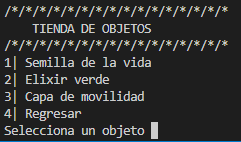 /*/*/*/*/*/*/*/*/*/*/*/*/*/*/*/*
TIENDA DE OBJETOS
/*/*/*/*/*/*/*/*/*/*/*/*/*/*/*/*
1| Semilla de la vida
2| Elixir verde
3| Capa de movilidad
4| Regresar
Selecciona un objeto